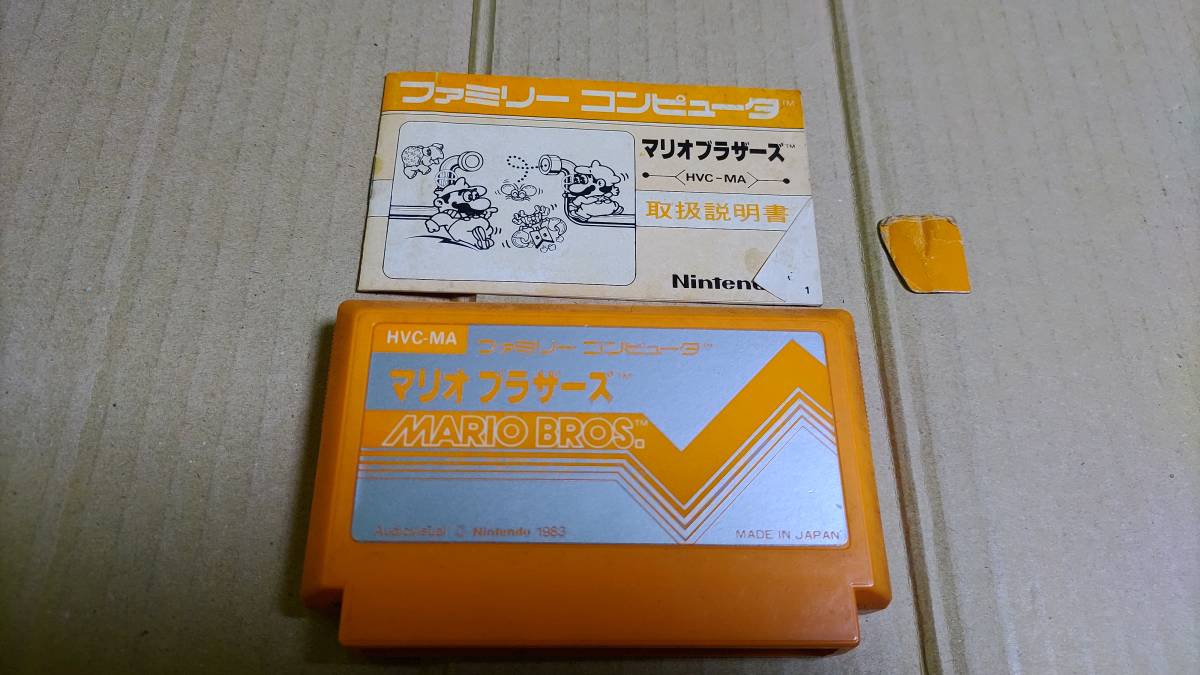 ファミリー コンピュータ™
マリオブラザーズ™
HVC-MA
取扱説明書
Ninten
1
HVC-MA
ファミリー コンピュータ™
マリオ ブラザーズ™
MARIO BROS.™
Audiovisual © Nintendo 1983
MADE IN JAPAN